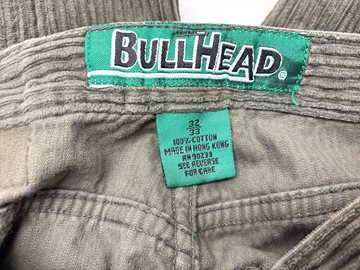 BULLHEAD ®
32
33
100% COTTON
MADE IN HONG KONG
RN 90233
SEE REVERSE
FOR CARE